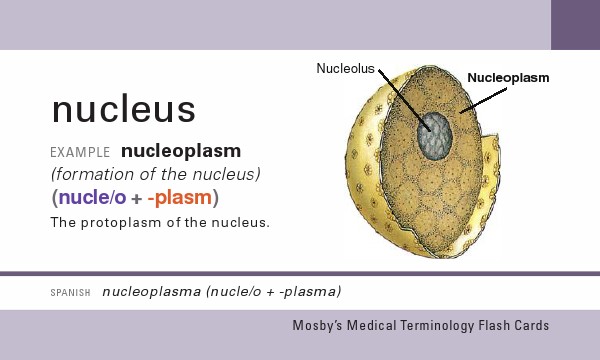 Nucleolus
Nucleoplasm
nucleus
EXAMPLE nucleoplasm
(formation of the nucleus)
(nucle/o + -plasm)
The protoplasm of the nucleus.
SPANISH nucleoplasma (nucle/o + -plasma)
Mosby's Medical Terminology Flash Cards